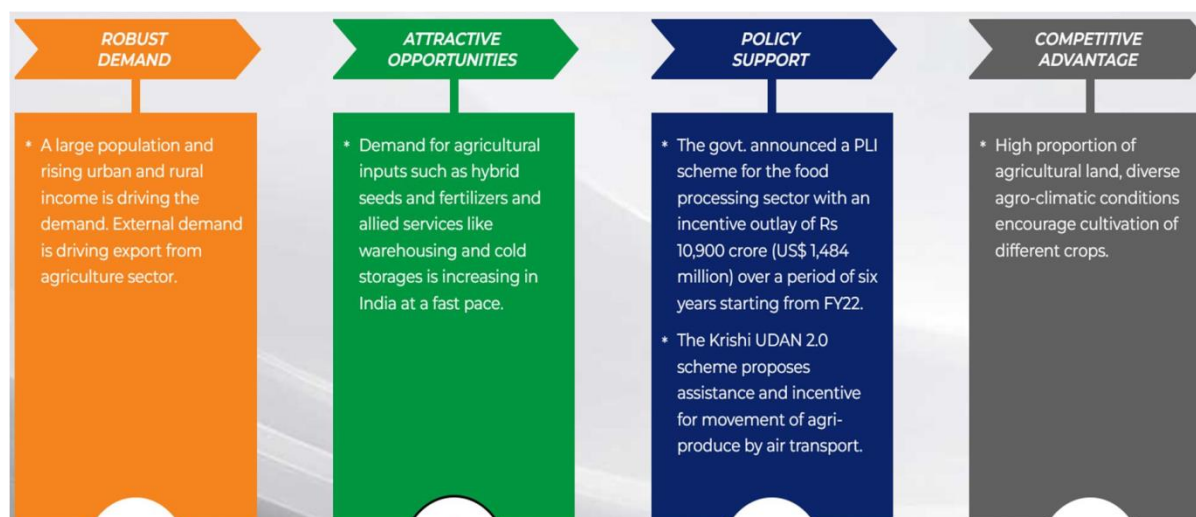 ROBUST
DEMAND
* A large population and
rising urban and rural
income is driving the
demand. External demand
is driving export from
agriculture sector.
ATTRACTIVE
OPPORTUNITIES
* Demand for agricultural
inputs such as hybrid
seeds and fertilizers and
allied services like
warehousing and cold
storages is increasing in
India at a fast pace.
POLICY
SUPPORT
* The govt. announced a PLI
scheme for the food
processing sector with an
incentive outlay of Rs
10,900 crore (US$ 1,484
million) over a period of six
years starting from FY22.
* The Krishi UDAN 2.0
scheme proposes
assistance and incentive
for movement of agri-
produce by air transport.
COMPETITIVE
ADVANTAGE
* High proportion of
agricultural land, diverse
agro-climatic conditions
encourage cultivation of
different crops.